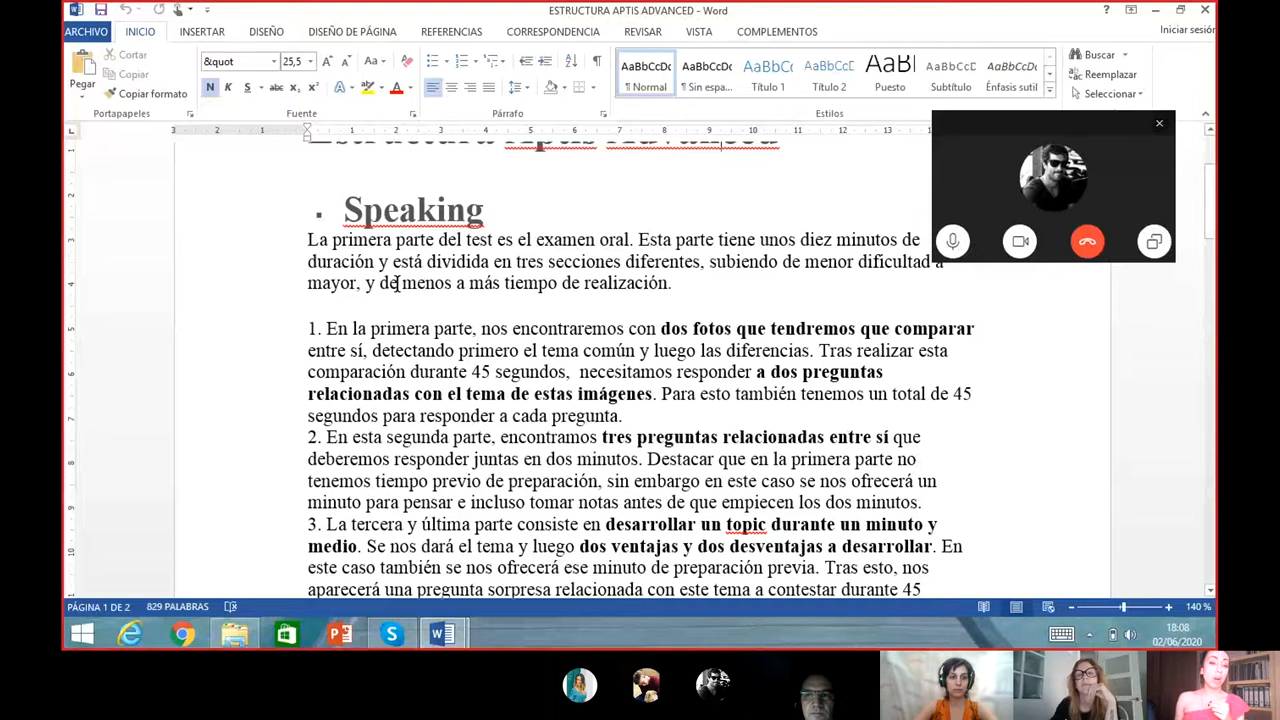 ESTRUCTURA APTIS ADVANCED - Word
Iniciar sesión
ARCHIVO INICIO INSERTAR DISEÑO DISEÑO DE PÁGINA REFERENCIAS CORRESPONDENCIA REVISAR VISTA COMPLEMENTOS
Pegar
Cortar
Copiar
Copiar formato
Portapapeles
&quot 25,5
Fuente
Párrafo
AaBbCcDc ¶ Normal
AaBbCcDc ¶ Sin espa...
AaBbC Título 1
AaBbC Título 2
AaBl Puesto
AaBbCcD Subtítulo
AaBbCcDc Énfasis sutil
Estilos
Buscar
Reemplazar
Seleccionar
Estructura Aptis Advanced
▪ Speaking
La primera parte del test es el examen oral. Esta parte tiene unos diez minutos de
duración y está dividida en tres secciones diferentes, subiendo de menor dificultad a
mayor, y de menos a más tiempo de realización.
1. En la primera parte, nos encontraremos con dos fotos que tendremos que comparar
entre sí, detectando primero el tema común y luego las diferencias. Tras realizar esta
comparación durante 45 segundos, necesitamos responder a dos preguntas
relacionadas con el tema de estas imágenes. Para esto también tenemos un total de 45
segundos para responder a cada pregunta.
2. En esta segunda parte, encontramos tres preguntas relacionadas entre sí que
deberemos responder juntas en dos minutos. Destacar que en la primera parte no
tenemos tiempo previo de preparación, sin embargo en este caso se nos ofrecerá un
minuto para pensar e incluso tomar notas antes de que empiecen los dos minutos.
3. La tercera y última parte consiste en desarrollar un topic durante un minuto y
medio. Se nos dará el tema y luego dos ventajas y dos desventajas a desarrollar. En
este caso también se nos ofrecerá ese minuto de preparación previa. Tras esto, nos
aparecerá una pregunta sorpresa relacionada con este tema a contestar durante 45
PÁGINA 1 DE 2 829 PALABRAS
140 %
18:08
02/06/2020